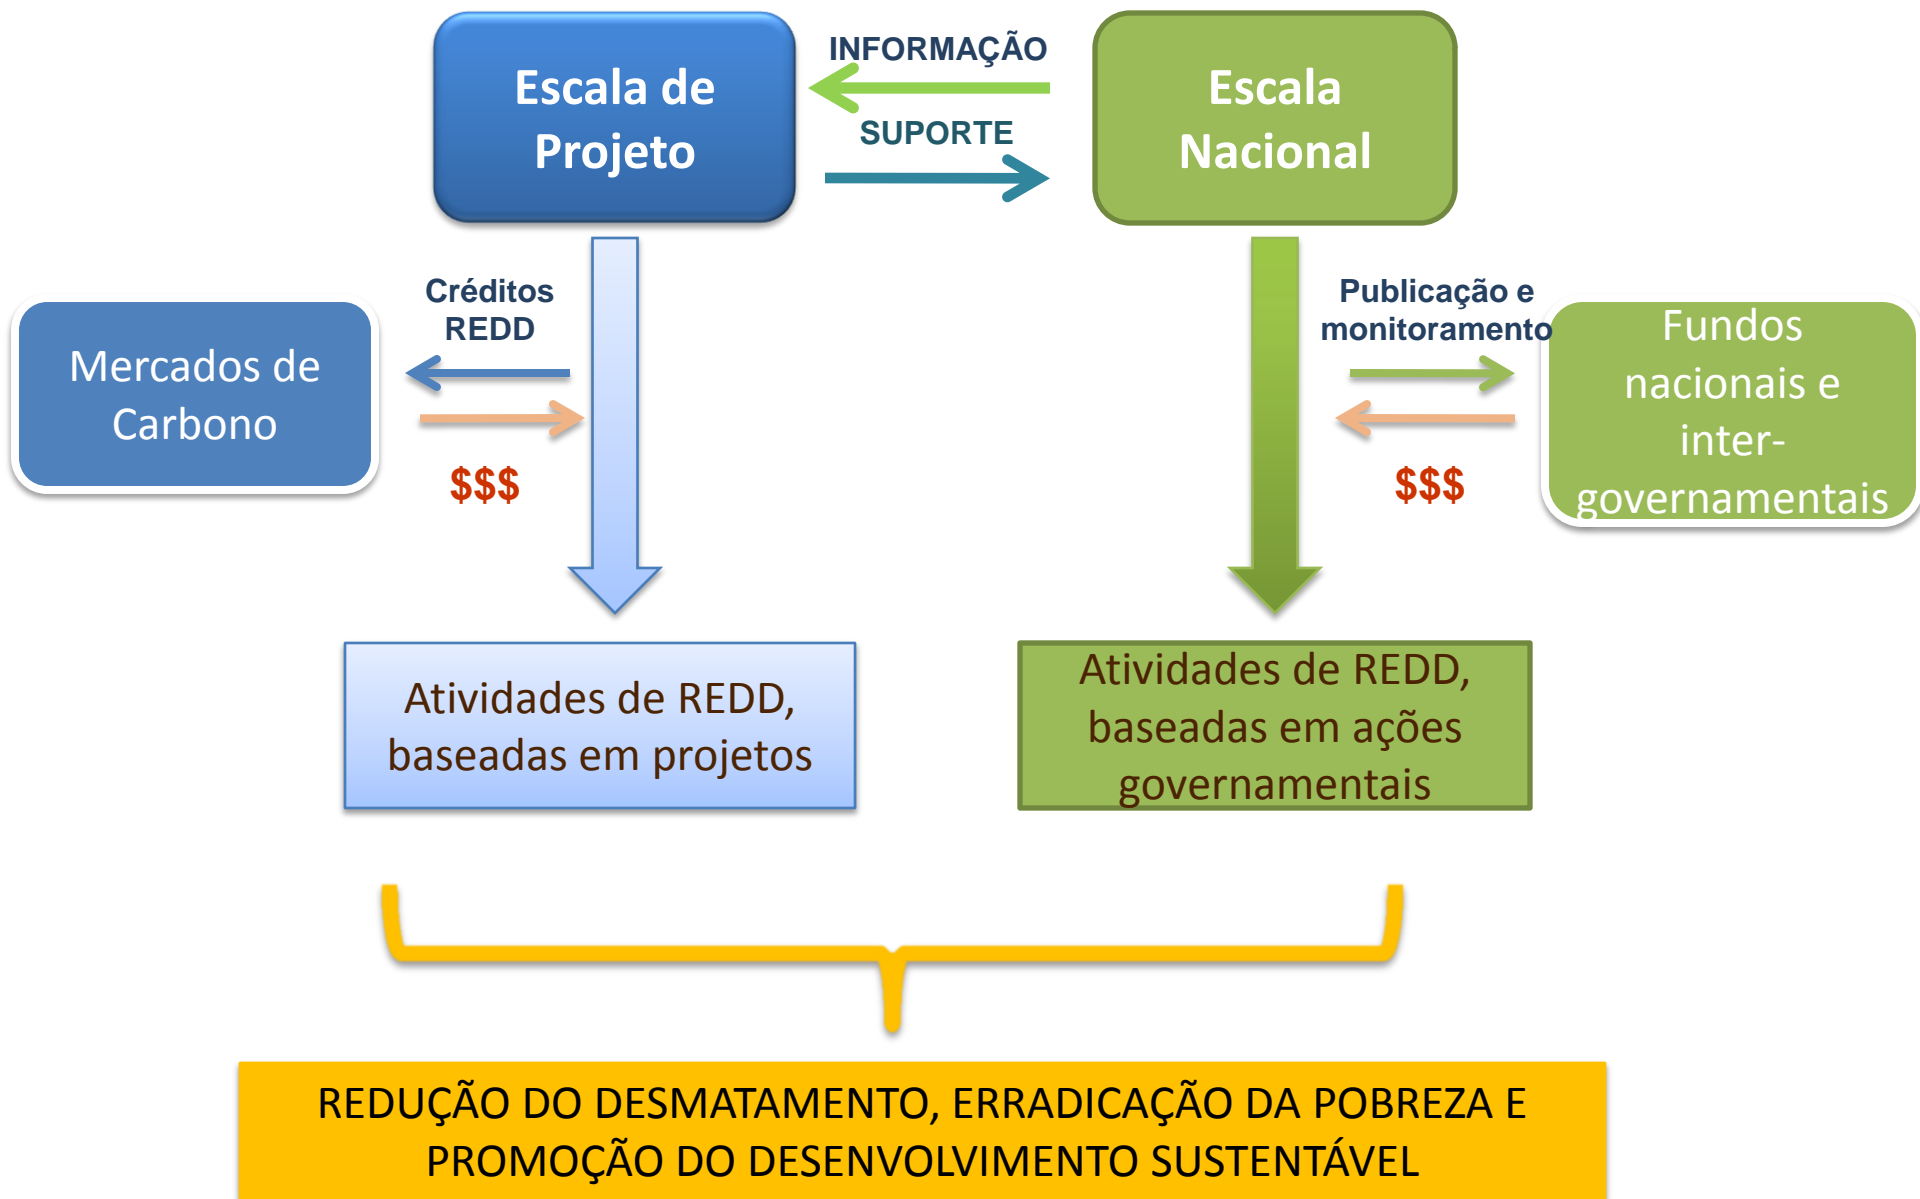 Escala de
Projeto
INFORMAÇÃO
SUPORTE
Escala
Nacional
Créditos
REDD
$$$
Mercados de
Carbono
Publicação e
monitoramento
$$$
Fundos
nacionais e
inter-
governamentais
Atividades de REDD,
baseadas em projetos
Atividades de REDD,
baseadas em ações
governamentais
REDUÇÃO DO DESMATAMENTO, ERRADICAÇÃO DA POBREZA E
PROMOÇÃO DO DESENVOLVIMENTO SUSTENTÁVEL